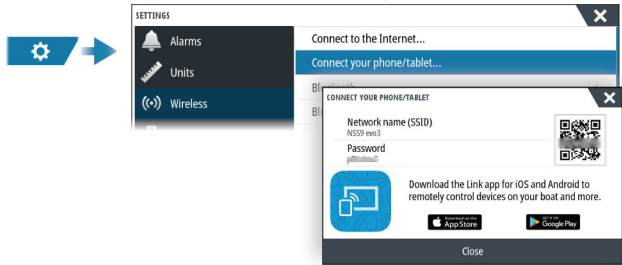 SETTINGS
Alarms
Units
Wireless
Connect to the Internet...
Connect your phone/tablet...
CONNECT YOUR PHONE/TABLET
Network name (SSID)
NSS9 evo3
Password
Download the Link app for iOS and Android to
remotely control devices on your boat and more.
Download on the
App Store
GET IT ON
Google Play
Close